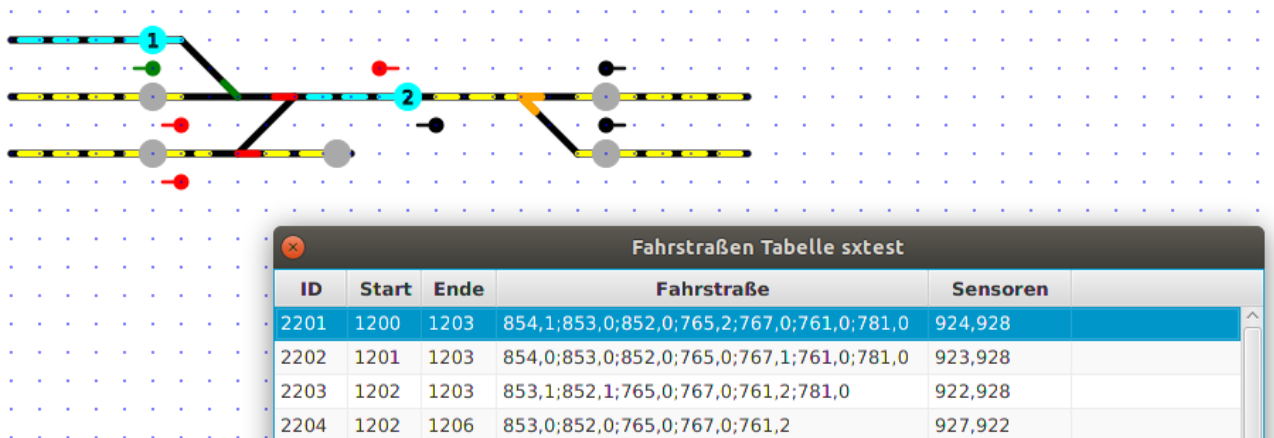 1
2
Fahrstraßen Tabelle sxtest
ID Start Ende Fahrstraße Sensoren
2201 1200 1203 854,1;853,0;852,0;765,2;767,0;761,0;781,0 924,928
2202 1201 1203 854,0;853,0;852,0;765,0;767,1;761,0;781,0 923,928
2203 1202 1203 853,1;852,1;765,0;767,0;761,2;781,0 922,928
2204 1202 1206 853,0;852,0;765,0;767,0;761,2 927,922